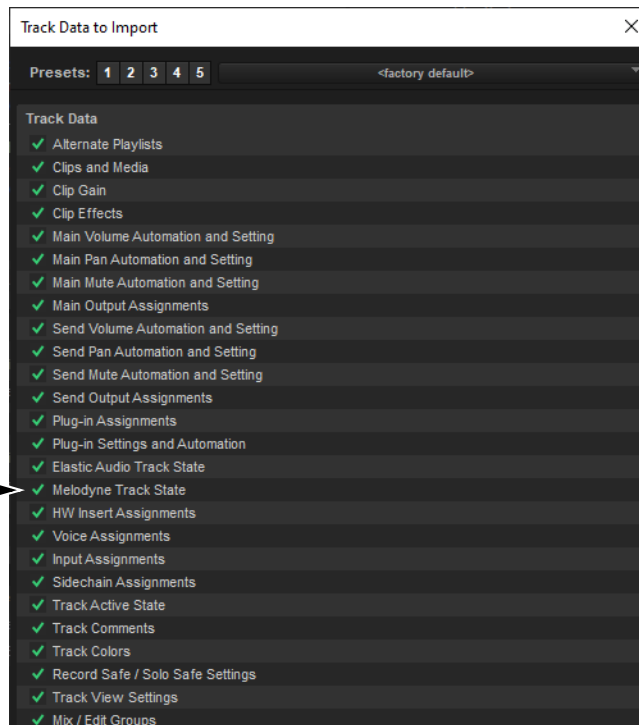 Track Data to Import
Presets: 1 2 3 4 5 <factory default>
Track Data
Alternate Playlists
Clips and Media
Clip Gain
Clip Effects
Main Volume Automation and Setting
Main Pan Automation and Setting
Main Mute Automation and Setting
Main Output Assignments
Send Volume Automation and Setting
Send Pan Automation and Setting
Send Mute Automation and Setting
Send Output Assignments
Plug-in Assignments
Plug-in Settings and Automation
Elastic Audio Track State
Melodyne Track State
HW Insert Assignments
Voice Assignments
Input Assignments
Sidechain Assignments
Track Active State
Track Comments
Track Colors
Record Safe / Solo Safe Settings
Track View Settings
Mix / Edit Groups